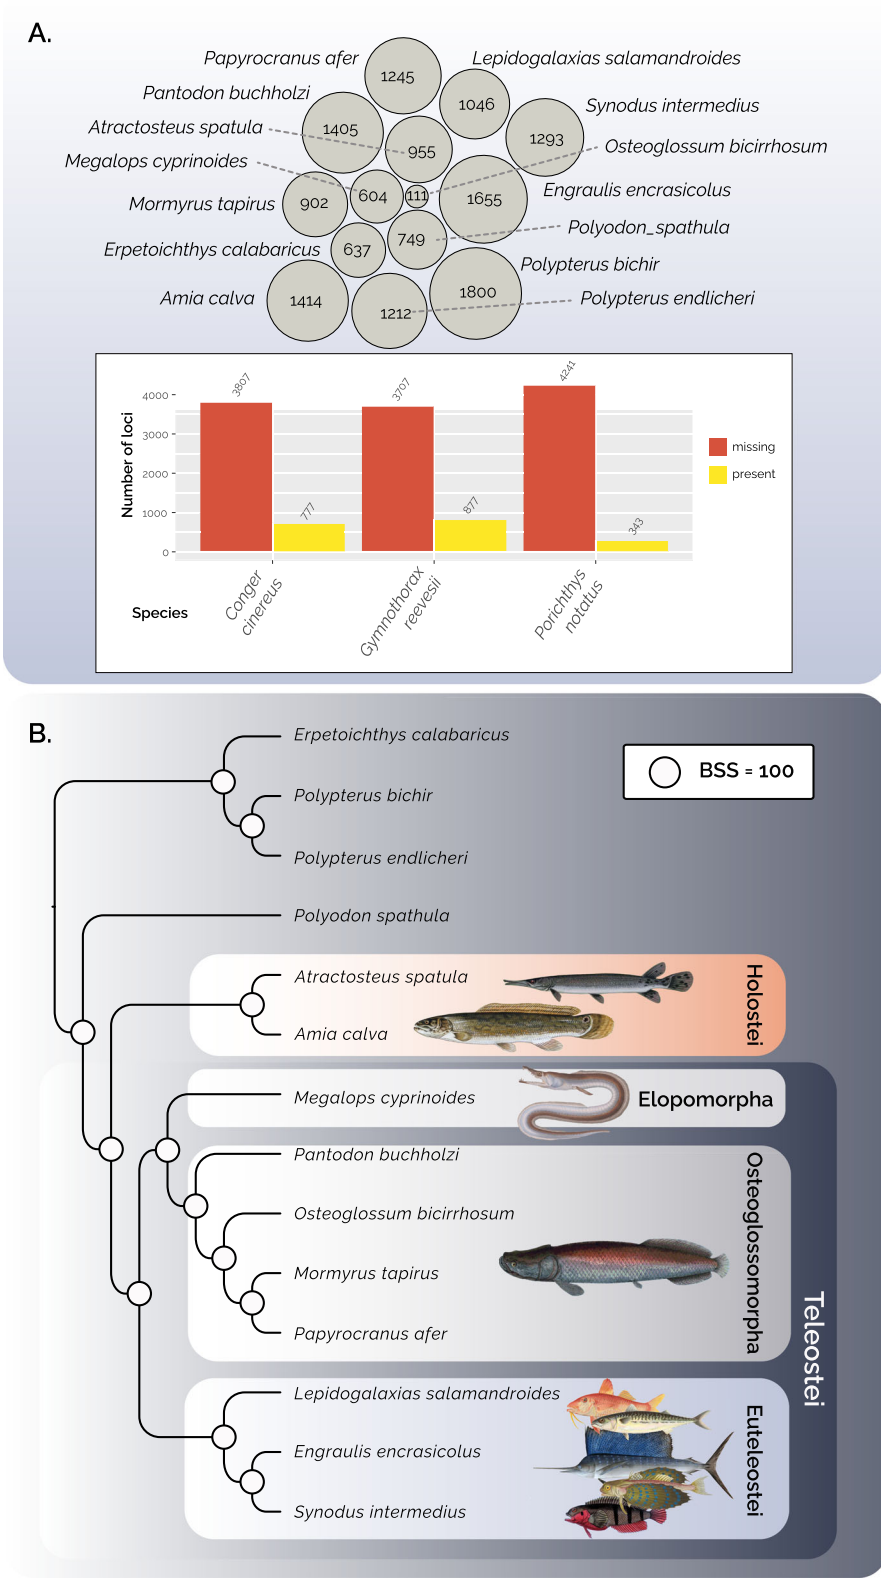 A.
Papyrocranus afer
Lepidogalaxias salamandroides
1245
Pantodon buchholzi
1046
Synodus intermedius
Atractosteus spatula
1405
1293
Osteoglossum bicirrhosum
955
Megalops cyprinoides
Engraulis encrasicolus
604
111
1655
Mormyrus tapirus
902
Polyodon_spathula
749
Erpetoichthys calabaricus
637
Polypterus bichir
Amia calva
1414
1800
Polypterus endlicheri
1212
3807
3707
4241
4000
3000
2000
1000
0
Number of loci
777
877
343
missing
present
Species
Conger
cinereus
Gymnothorax
reevesii
Porichthys
notatus
B.
Erpetoichthys calabaricus
BSS = 100
Polypterus bichir
Polypterus endlicheri
Polyodon spathula
Atractosteus spatula
Holostei
Amia calva
Megalops cyprinoides
Elopomorpha
Pantodon buchholzi
Osteoglossum bicirrhosum
Osteoglossomorpha
Mormyrus tapirus
Papyrocranus afer
Teleostei
Lepidogalaxias salamandroides
Engraulis encrasicolus
Euteleostei
Synodus intermedius